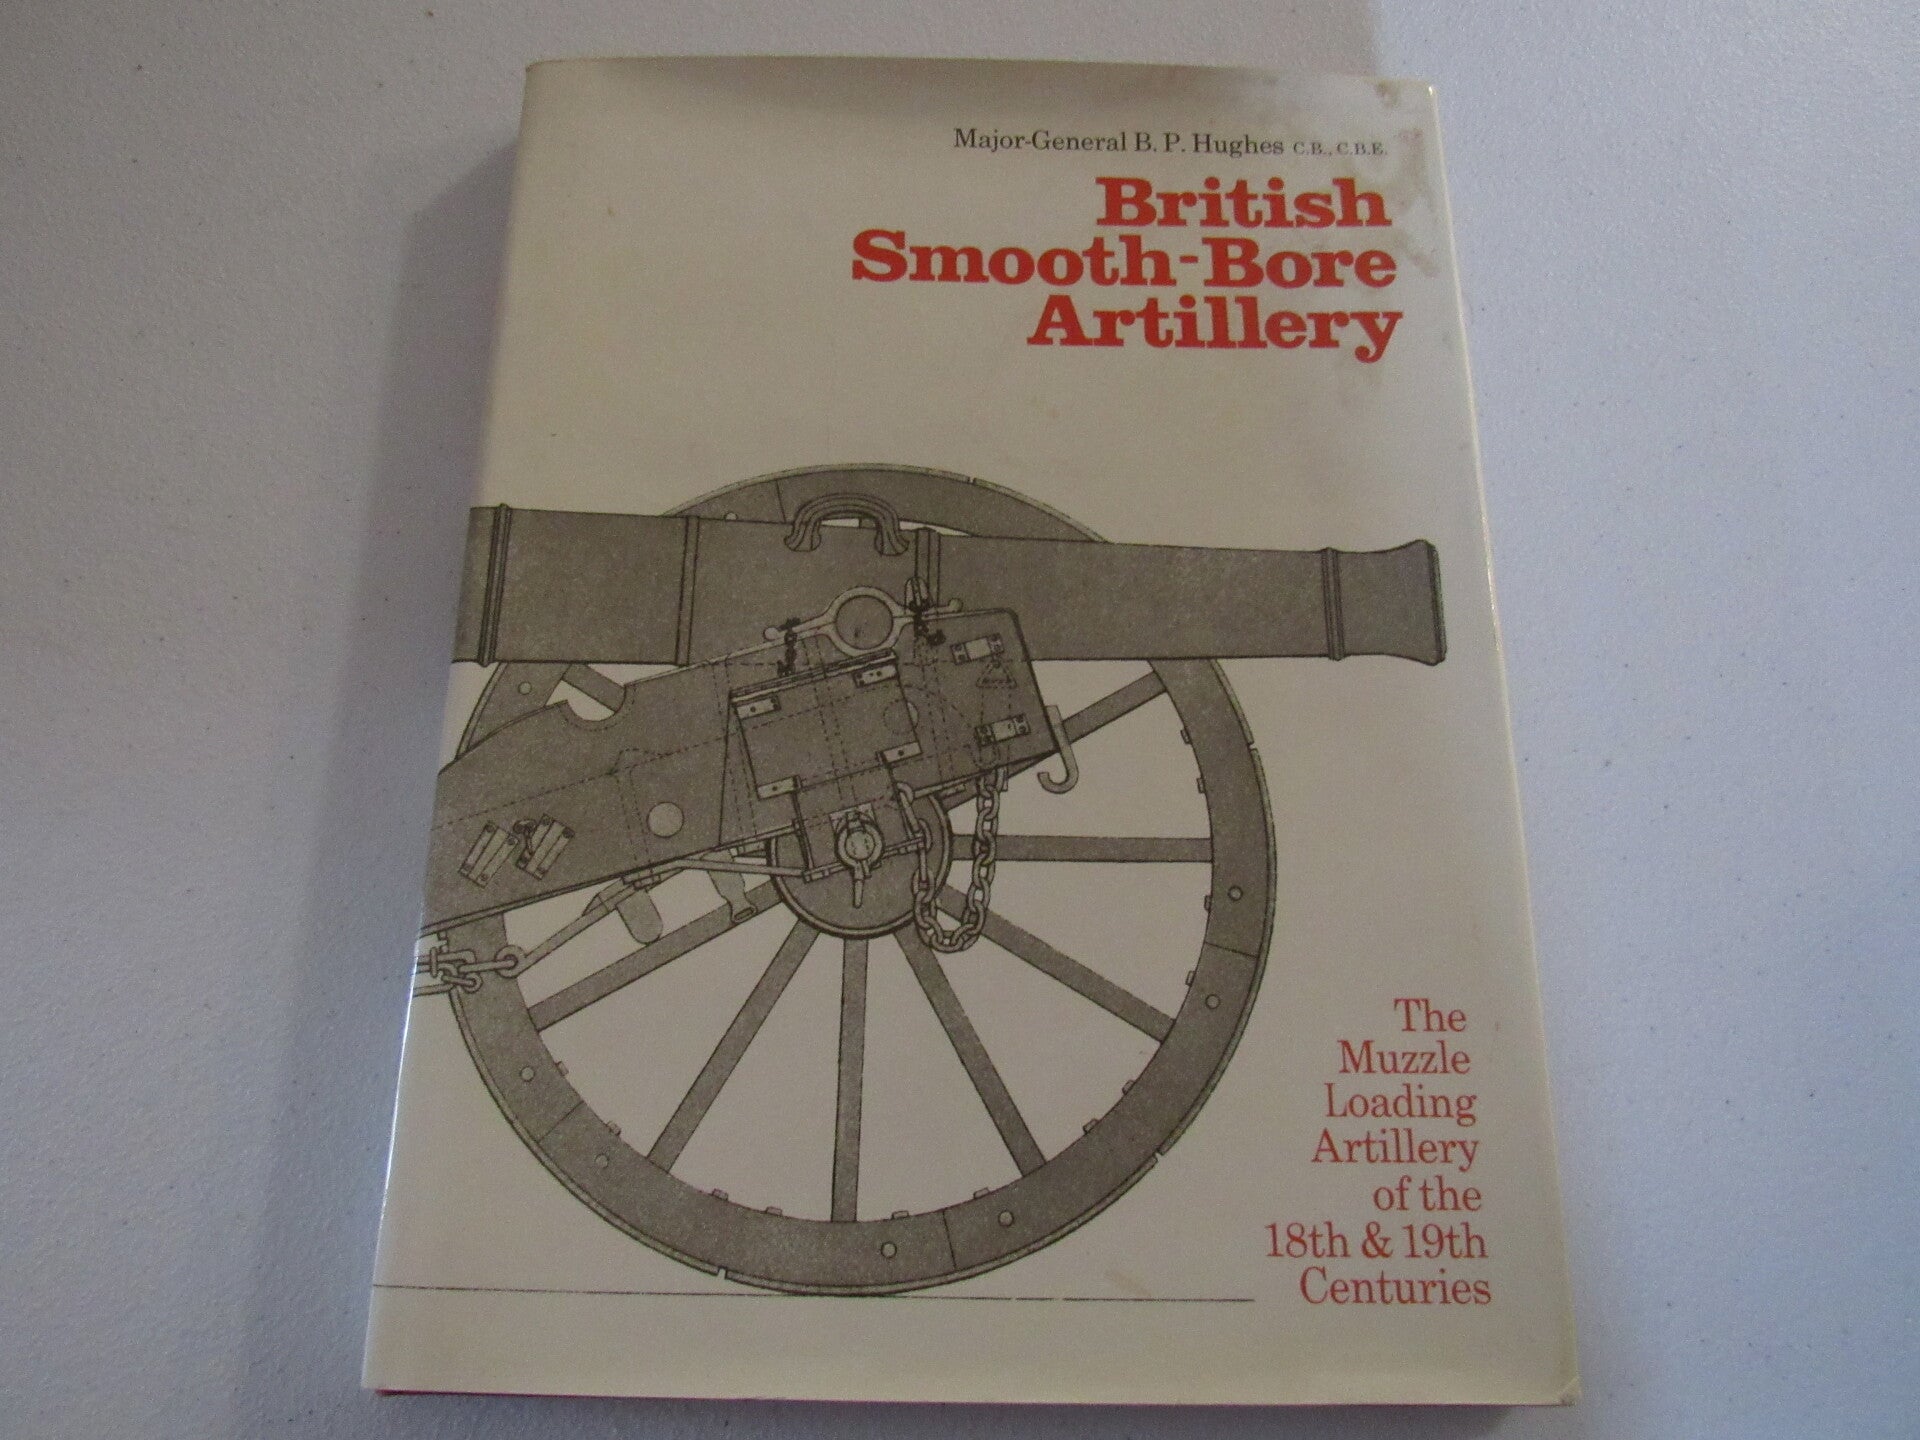 Major-General B. P. Hughes C.B., C.B.E.
British
Smooth-Bore
Artillery
The
Muzzle
Loading
Artillery
of the
18th & 19th
Centuries